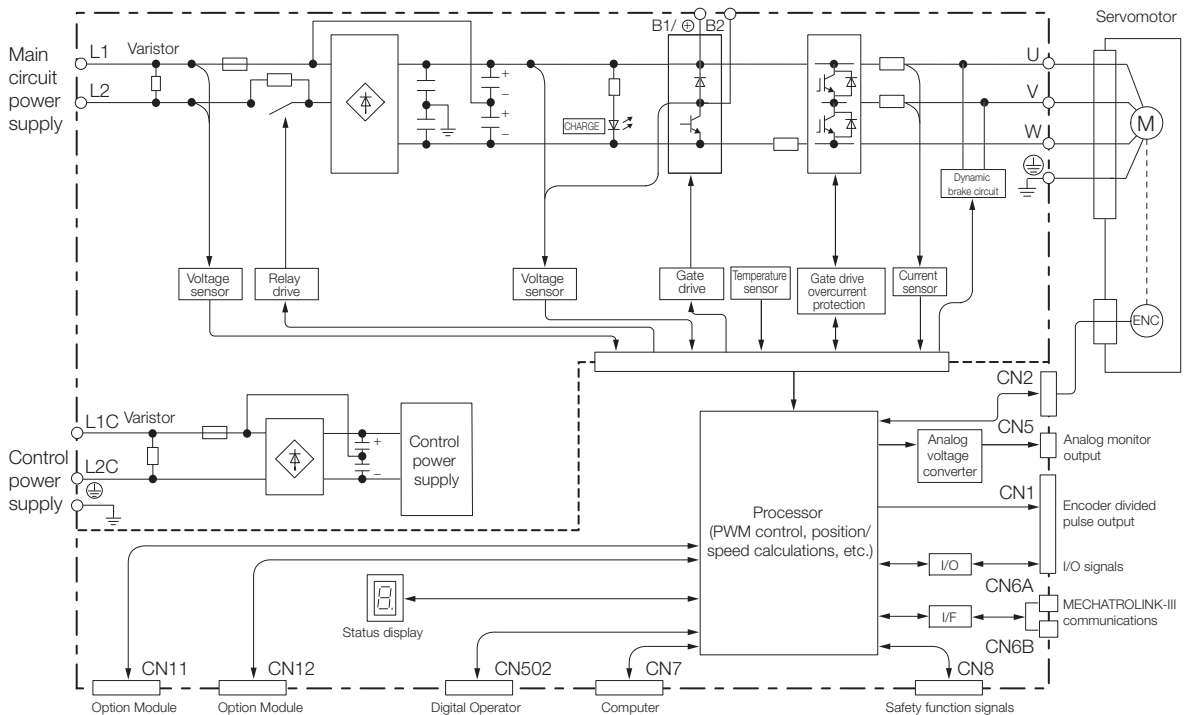 Main
circuit
power
supply
L1
L2
Varistor
B1/ ⊕
B2
Servomotor
U
V
W
M
+
−
+
−
CHARGE
Dynamic
brake circuit
Voltage
sensor
Relay
drive
Voltage
sensor
Gate
drive
Temperature
sensor
Gate drive
overcurrent
protection
Current
sensor
ENC
Control
power
supply
L1C
L2C
Varistor
+
−
Control
power
supply
Processor
(PWM control, position/
speed calculations, etc.)
CN2
CN5
Analog
voltage
converter
Analog monitor
output
CN1
Encoder divided
pulse output
I/O
I/O signals
CN6A
I/F
MECHATROLINK-III
communications
CN6B
8.
Status display
CN11
CN12
CN502
CN7
CN8
Option Module
Option Module
Digital Operator
Computer
Safety function signals